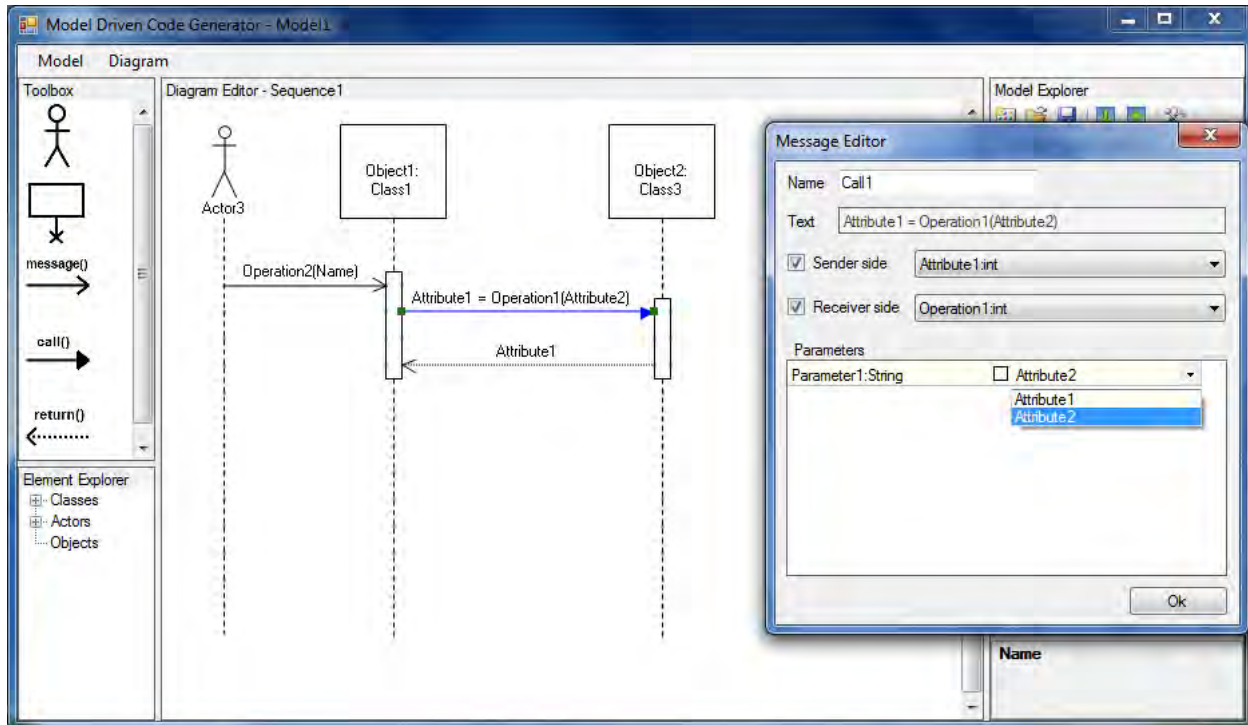 Model Driven Code Generator - Model1
Model Diagram
Toolbox
message()
call()
return()
Element Explorer
Classes
Actors
Objects
Diagram Editor - Sequence1
Actor3
Object1:
Class1
Object2:
Class3
Operation2(Name)
Attribute1 = Operation1(Attribute2)
Attribute1
Model Explorer
Message Editor
X
Name Call1
Text Attribute1 = Operation1(Attribute2)
Sender side Attribute1:int
Receiver side Operation1:int
Parameters
Parameter1:String Attribute2
Attribute1
Attribute2
Ok
Name